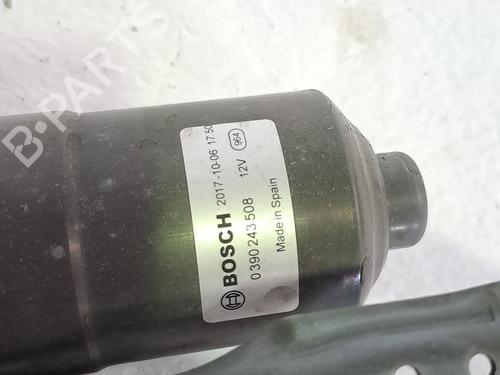 B-PARTS
BOSCH 2017-10-06 17:50
0 390 243 508 12V 964
Made in Spain